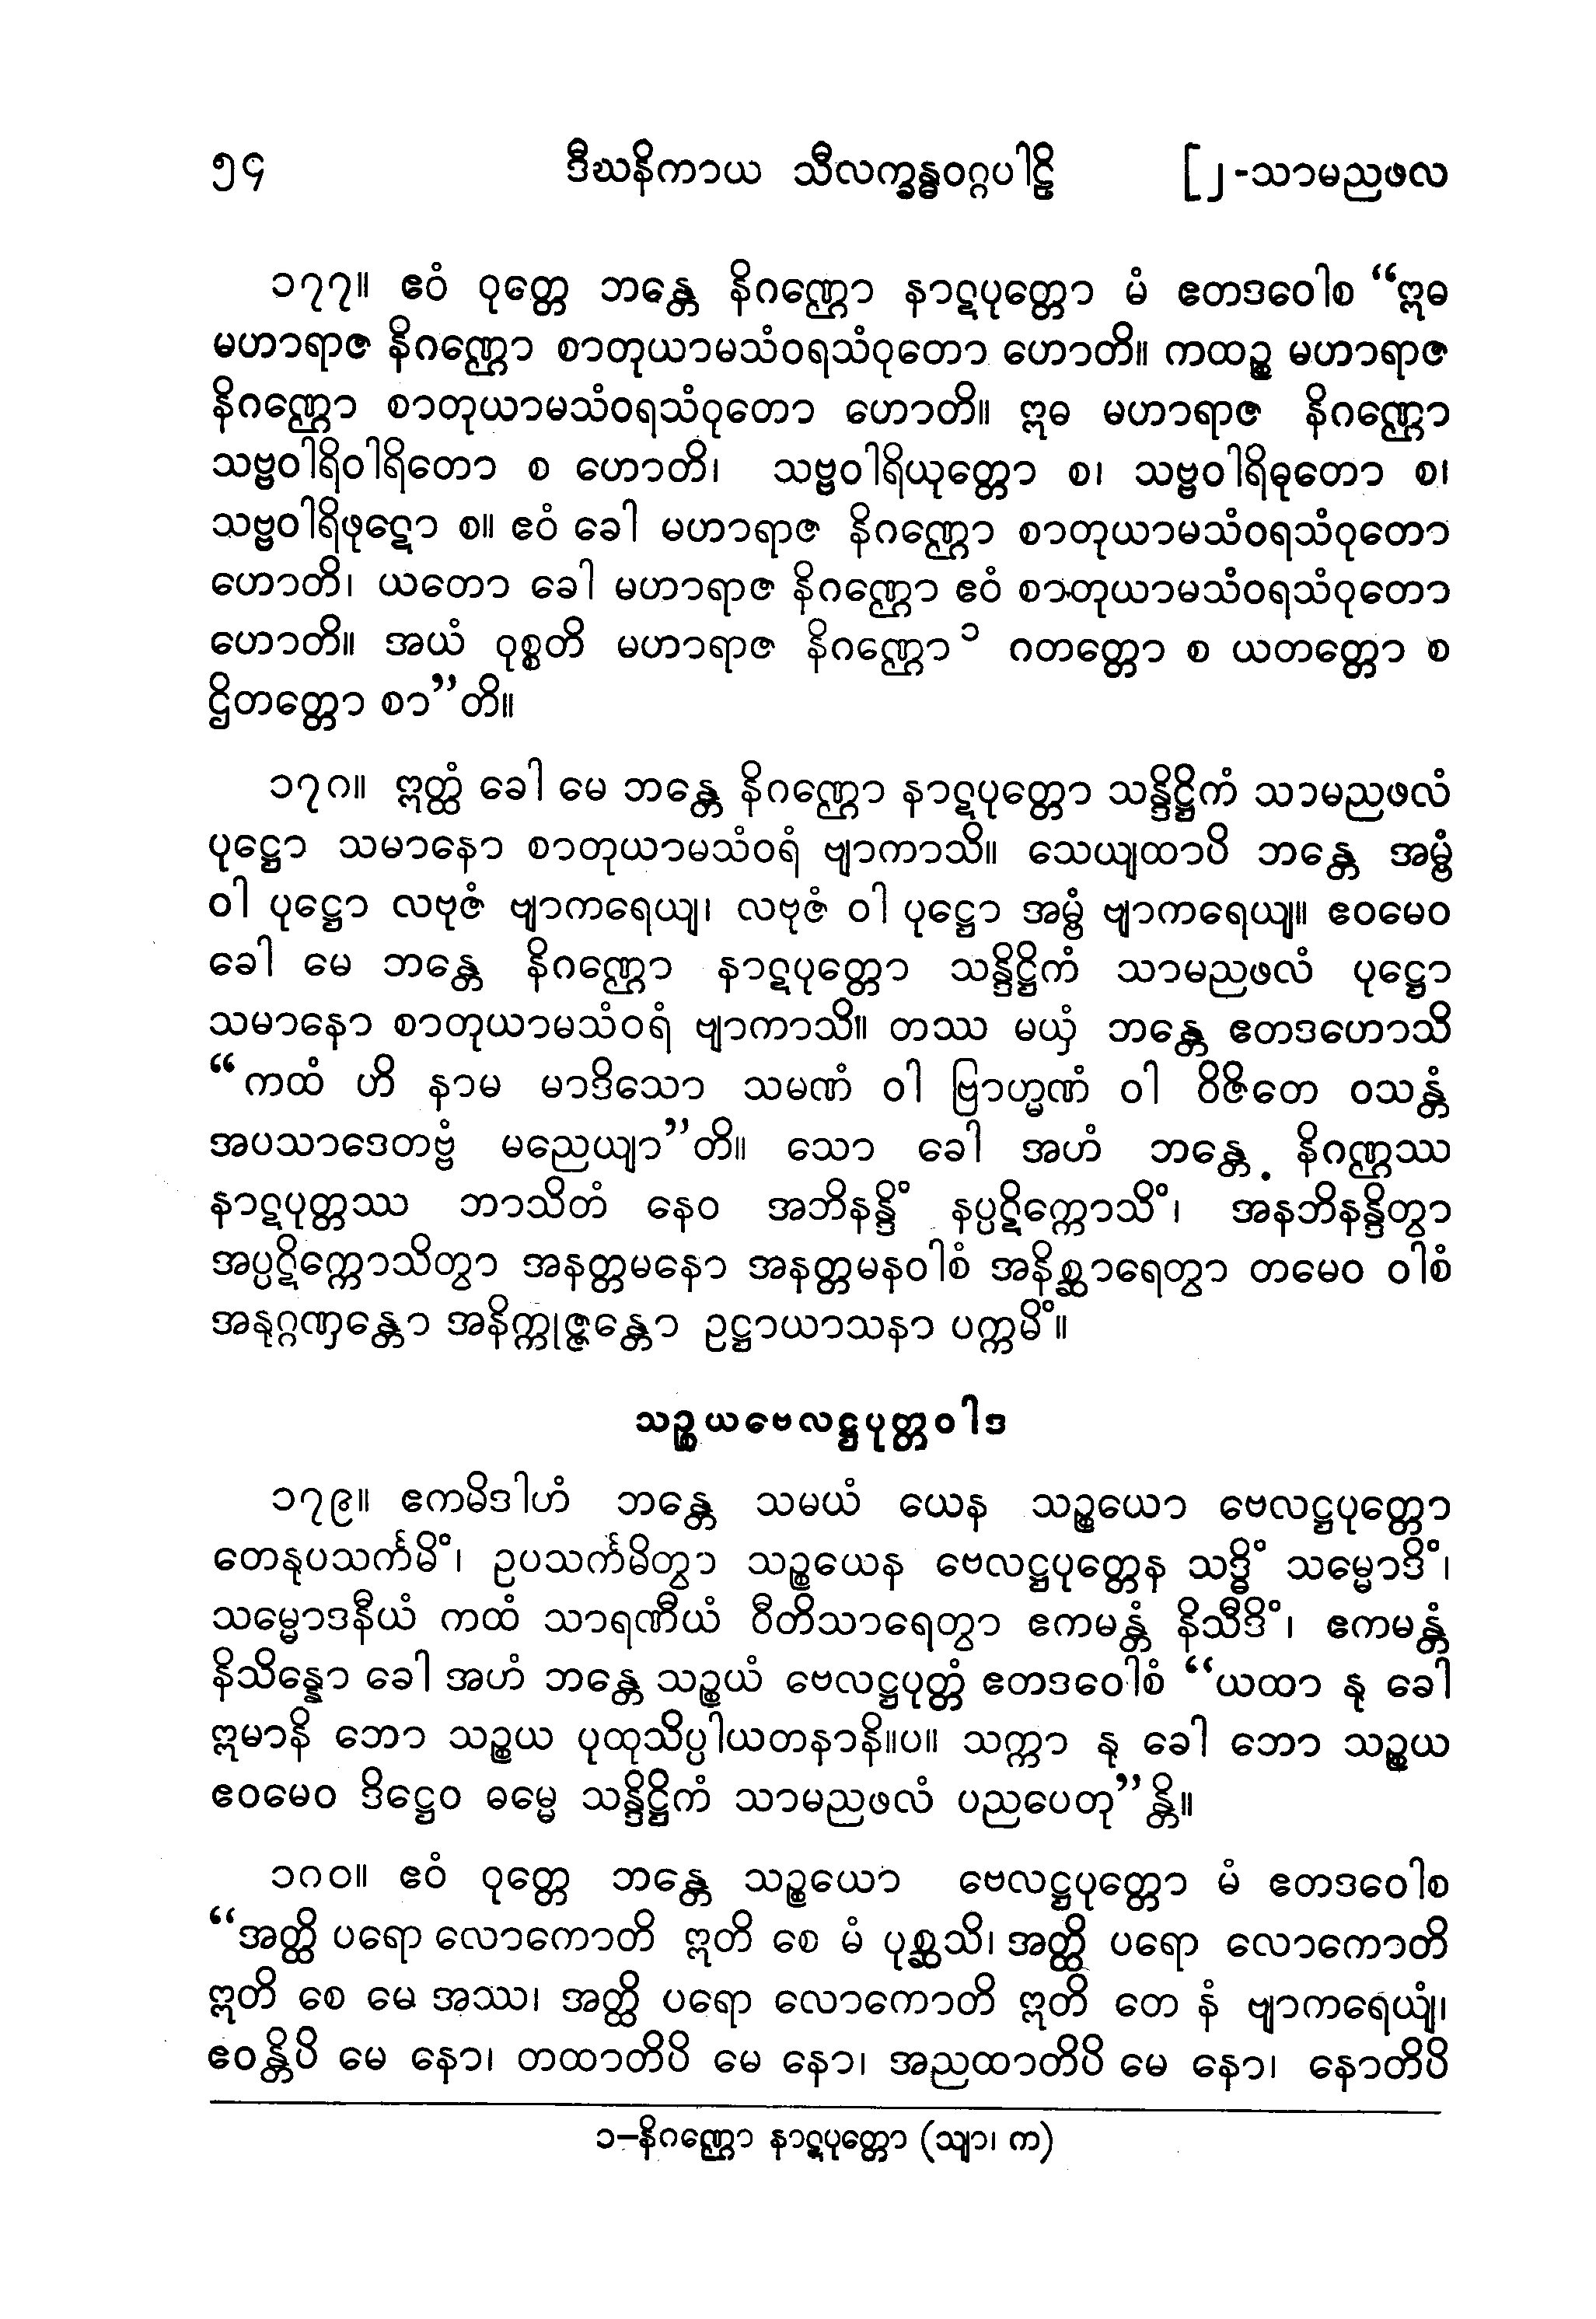 ၅၄ ဒီဃနိကာယ သီလက္ခန္ဓဝဂ္ဂပါဠိ [၂-သာမညဖလ
၁၇၇။ ဧဝံ ဝုတ္တေ ဘန္တေ နိဂဏ္ဌော နာဋပုတ္တော မံ ဧတဒဝေါစ “ဣဓ
မဟာရာဇ နိဂဏ္ဌော စာတုယာမသံဝရသံဝုတော ဟောတိ။ ကထဉ္စ မဟာရာဇ
နိဂဏ္ဌော စာတုယာမသံဝရသံဝုတော ဟောတိ။ ဣဓ မဟာရာဇ နိဂဏ္ဌော
သဗ္ဗဝါရိဝါရိတော စ ဟောတိ၊ သဗ္ဗဝါရိယုတ္တော စ၊ သဗ္ဗဝါရိဓုတော စ၊
သဗ္ဗဝါရိဖုဋော စ။ ဧဝံ ခေါ မဟာရာဇ နိဂဏ္ဌော စာတုယာမသံဝရသံဝုတော
ဟောတိ၊ ယတော ခေါ မဟာရာဇ နိဂဏ္ဌော ဧဝံ စာတုယာမသံဝရသံဝုတော
ဟောတိ။ အယံ ဝုစ္စတိ မဟာရာဇ နိဂဏ္ဌော ၁ ဂတတ္တော စ ယတတ္တော စ
ဌိတတ္တော စာ”တိ။
၁၇၈။ ဣတ္ထံ ခေါ မေ ဘန္တေ နိဂဏ္ဌော နာဋပုတ္တော သန္ဒိဋ္ဌိကံ သာမညဖလံ
ပုဋ္ဌော သမာနော စာတုယာမသံဝရံ ဗျာကာသိ။ သေယျထာပိ ဘန္တေ အမ္ဗံ
ဝါ ပုဋ္ဌော လဗုဇံ ဗျာကရေယျ၊ လဗုဇံ ဝါ ပုဋ္ဌော အမ္ဗံ ဗျာကရေယျ။ ဧဝမေဝ
ခေါ မေ ဘန္တေ နိဂဏ္ဌော နာဋပုတ္တော သန္ဒိဋ္ဌိကံ သာမညဖလံ ပုဋ္ဌော
သမာနော စာတုယာမသံဝရံ ဗျာကာသိ။ တဿ မယှံ ဘန္တေ ဧတဒဟောသိ
“ကထံ ဟိ နာမ မာဒိသော သမဏံ ဝါ ဗြာဟ္မဏံ ဝါ ဝိဇိတေ ဝသန္တံ
အပသာဒေတဗ္ဗံ မညေယျာ”တိ။ သော ခေါ အဟံ ဘန္တေ နိဂဏ္ဌဿ
နာဋပုတ္တဿ ဘာသိတံ နေဝ အဘိနန္ဒိံ နပ္ပဋိက္ကောသိံ၊ အနဘိနန္ဒိတွာ
အပ္ပဋိက္ကောသိတွာ အနတ္တမနော အနတ္တမနဝါစံ အနိစ္ဆာရေတွာ တမေဝ ဝါစံ
အနုဂ္ဂဏှန္တော အနိက္ကုဇ္ဇန္တော ဥဋ္ဌာယာသနာ ပက္ကမိံ။
သဉ္စယဗေလဋ္ဌပုတ္တဝါဒ
၁၇၉။ ဧကမိဒါဟံ ဘန္တေ သမယံ ယေန သဉ္စယော ဗေလဋ္ဌပုတ္တော
တေနုပသင်္ကမိံ၊ ဥပသင်္ကမိတွာ သဉ္စယေန ဗေလဋ္ဌပုတ္တေန သဒ္ဓိံ သမ္မောဒိံ၊
သမ္မောဒနီယံ ကထံ သာရဏီယံ ဝီတိသာရေတွာ ဧကမန္တံ နိသီဒိံ၊ ဧကမန္တံ
နိသိန္နော ခေါ အဟံ ဘန္တေ သဉ္စယံ ဗေလဋ္ဌပုတ္တံ ဧတဒဝေါစံ “ယထာ နု ခေါ
ဣမာနိ ဘော သဉ္စယ ပုထုသိပ္ပါယတနာနိ။ပ။ သက္ကာ နု ခေါ ဘော သဉ္စယ
ဧဝမေဝ ဒိဋ္ဌေဝ ဓမ္မေ သန္ဒိဋ္ဌိကံ သာမညဖလံ ပညပေတု”န္တိ။
၁၈၀။ ဧဝံ ဝုတ္တေ ဘန္တေ သဉ္စယော ဗေလဋ္ဌပုတ္တော မံ ဧတဒဝေါစ
“အတ္ထိ ပရော လောကောတိ ဣတိ စေ မံ ပုစ္ဆသိ၊ အတ္ထိ ပရော လောကောတိ
ဣတိ စေ မေ အဿ၊ အတ္ထိ ပရော လောကောတိ ဣတိ တေ နံ ဗျာကရေယျံ၊
ဧဝန္တိပိ မေ နော၊ တထာတိပိ မေ နော၊ အညထာတိပိ မေ နော၊ နောတိပိ
၁–နိဂဏ္ဌော နာဋပုတ္တော (သျာ၊ က)